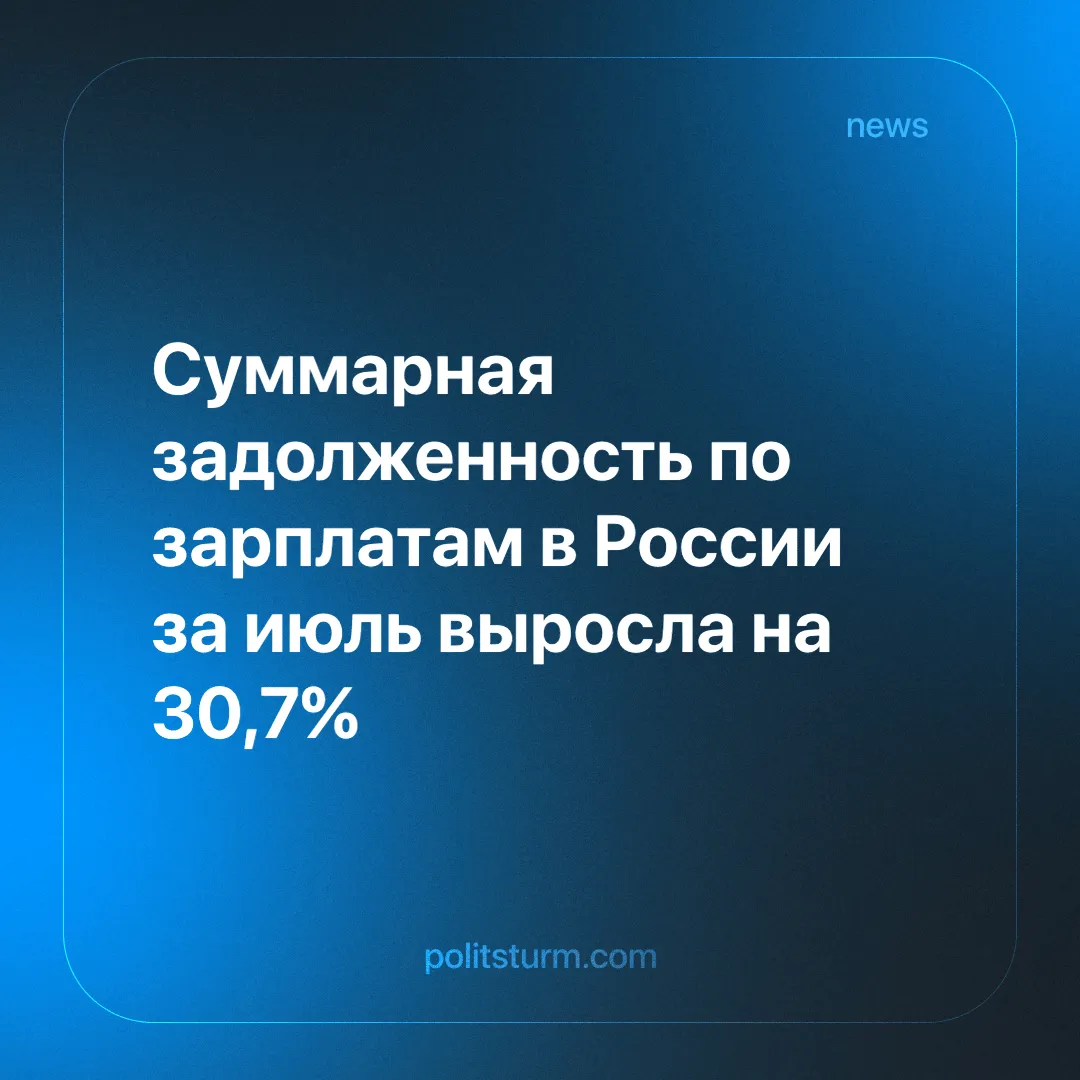 news
Суммарная
задолженность по
зарплатам в России
за июль выросла на
30,7%
politsturm.com